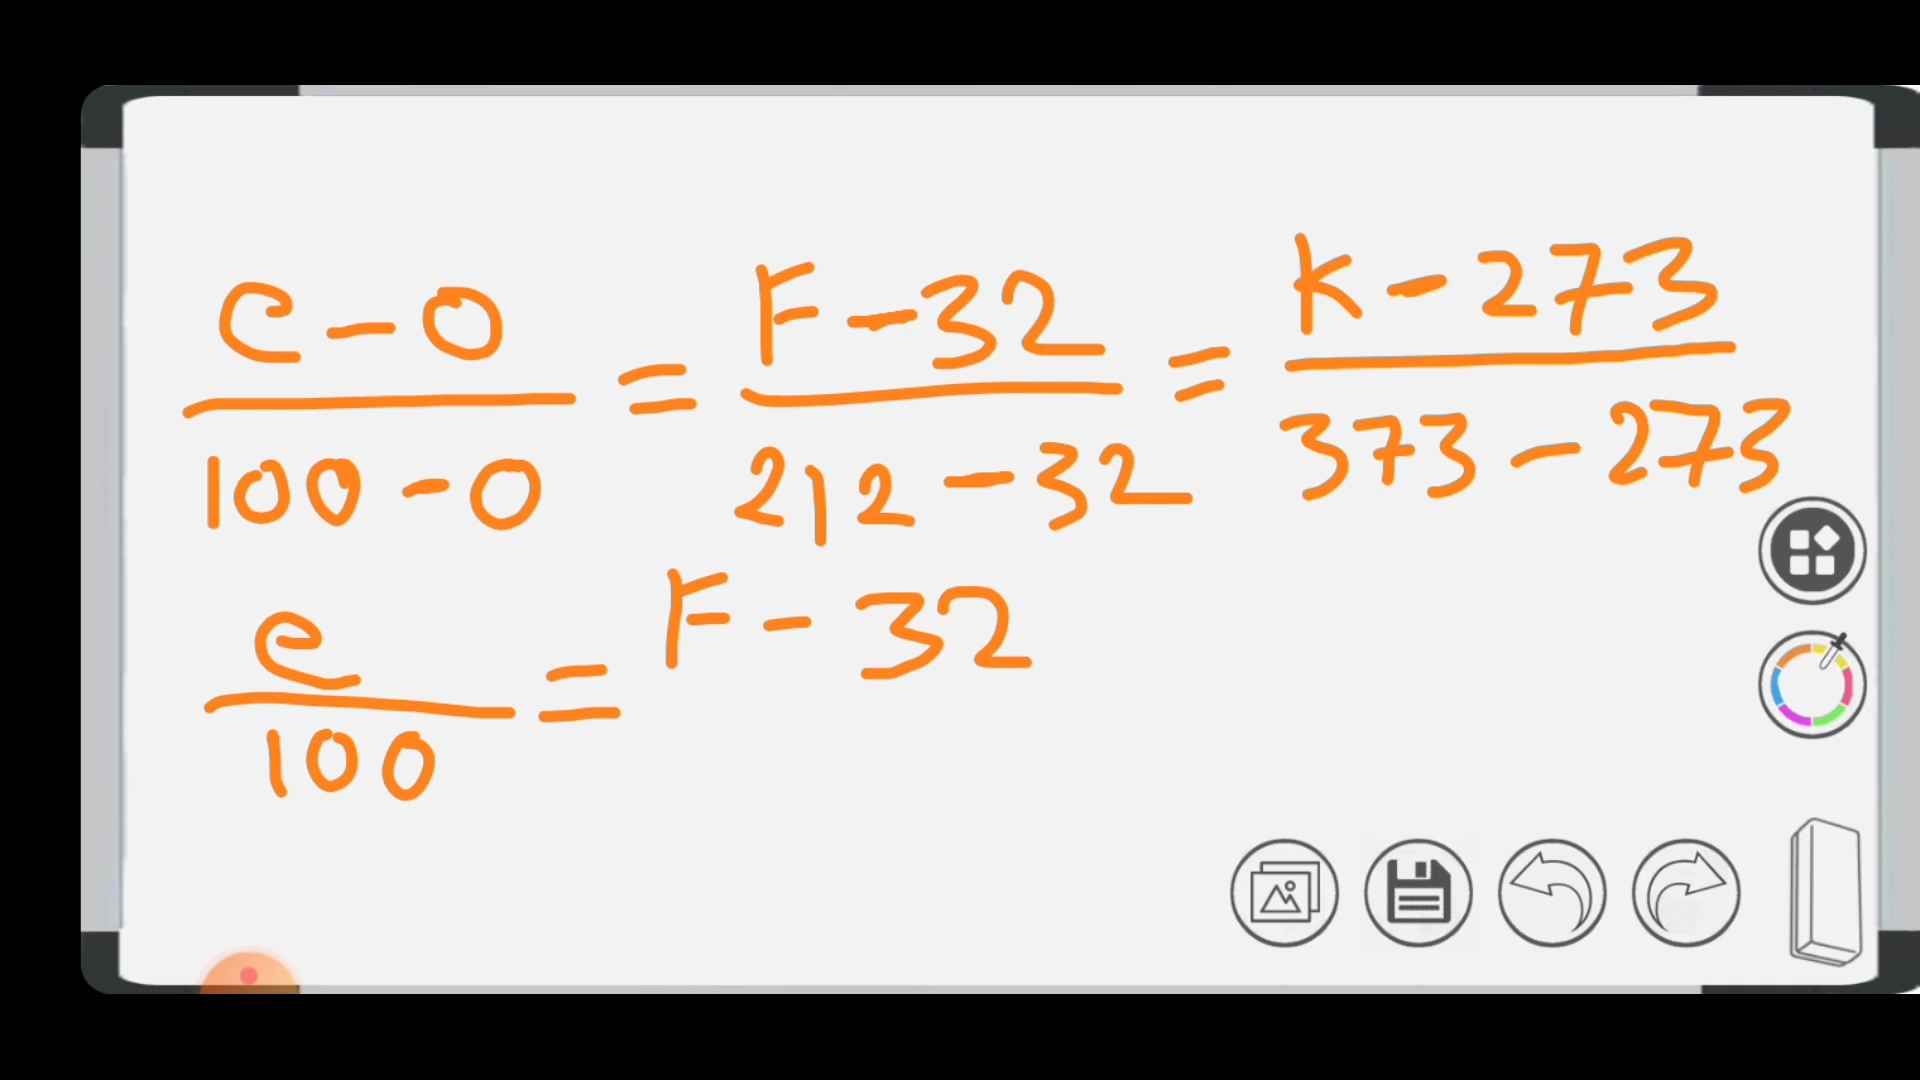 C - 0 / 100 - 0 = F - 32 / 212 - 32 = K - 273 / 373 - 273
C / 100 = F - 32